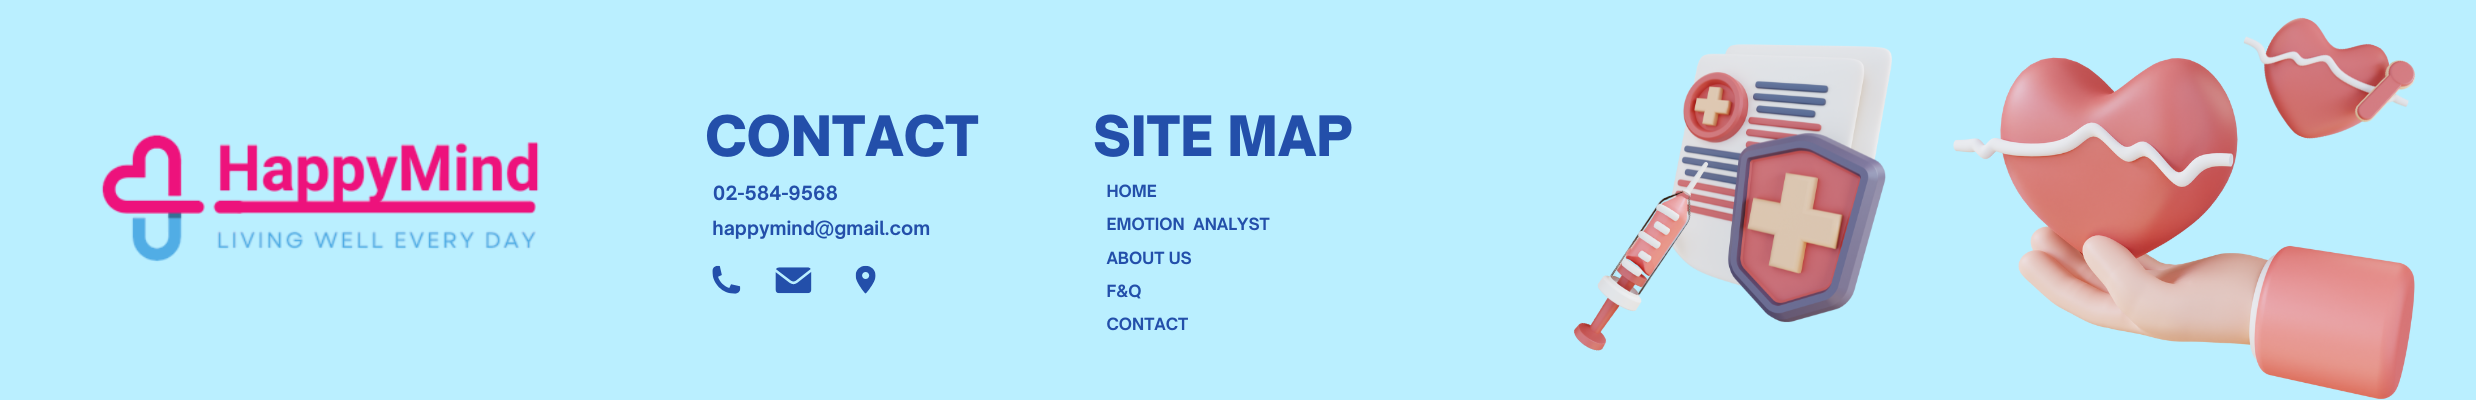 HappyMind
LIVING WELL EVERY DAY
CONTACT
02-584-9568
happymind@gmail.com
SITE MAP
HOME
EMOTION ANALYST
ABOUT US
F&Q
CONTACT